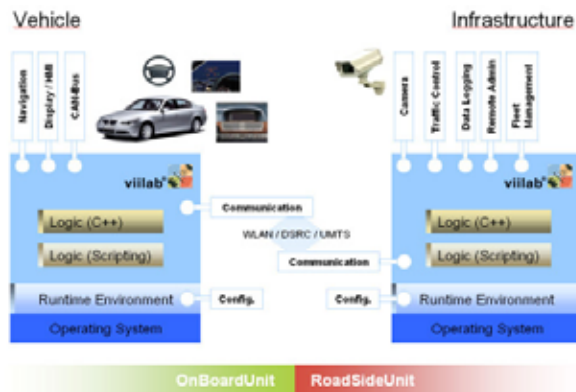 Vehicle
Infrastructure
Navigation
Display / HMI
CAN-Bus
Camera
Traffic Control
Data Logging
Remote Admin
Fleet
Management
viilab
viilab
Communication
Logic (C++)
Logic (C++)
WLAN / DSRC / UMTS
Logic (Scripting)
Communication
Logic (Scripting)
Runtime Environment
Config.
Config.
Runtime Environment
Operating System
Operating System
OnBoardUnit
RoadSideUnit